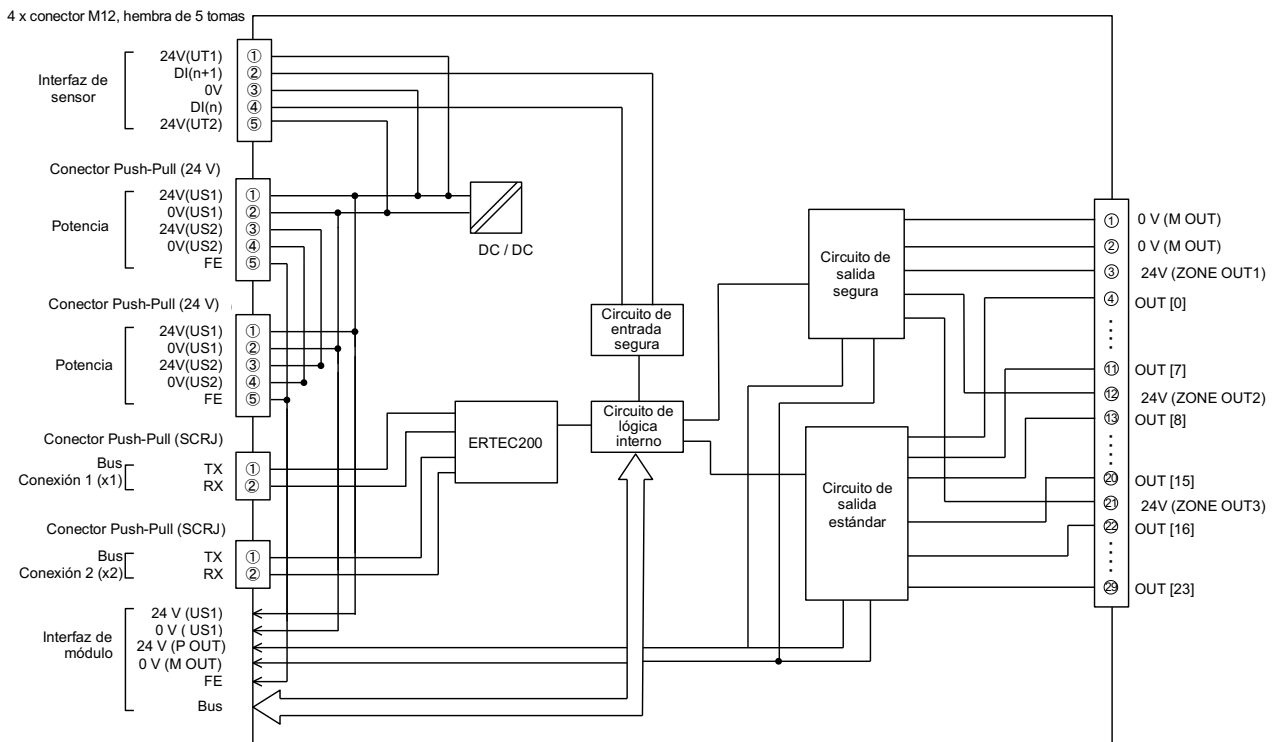 4 x conector M12, hembra de 5 tomas
Interfaz de
sensor
24V(UT1) ①
DI(n+1) ②
0V ③
DI(n) ④
24V(UT2) ⑤
Conector Push-Pull (24 V)
Potencia
24V(US1) ①
0V(US1) ②
24V(US2) ③
0V(US2) ④
FE ⑤
DC / DC
Conector Push-Pull (24 V)
Potencia
24V(US1) ①
0V(US1) ②
24V(US2) ③
0V(US2) ④
FE ⑤
Conector Push-Pull (SCRJ)
Bus
Conexión 1 (x1)
TX ①
RX ②
Conector Push-Pull (SCRJ)
Bus
Conexión 2 (x2)
TX ①
RX ②
Interfaz de
módulo
24 V (US1)
0 V ( US1)
24 V (P OUT)
0 V (M OUT)
FE
Bus
ERTEC200
Circuito de
entrada
segura
Circuito de
lógica
interno
Circuito de
salida
segura
Circuito de
salida
estándar
① 0 V (M OUT)
② 0 V (M OUT)
③ 24V (ZONE OUT1)
④ OUT [0]
⑪ OUT [7]
⑫ 24V (ZONE OUT2)
⑬ OUT [8]
⑳ OUT [15]
㉑ 24V (ZONE OUT3)
㉒ OUT [16]
㉙ OUT [23]